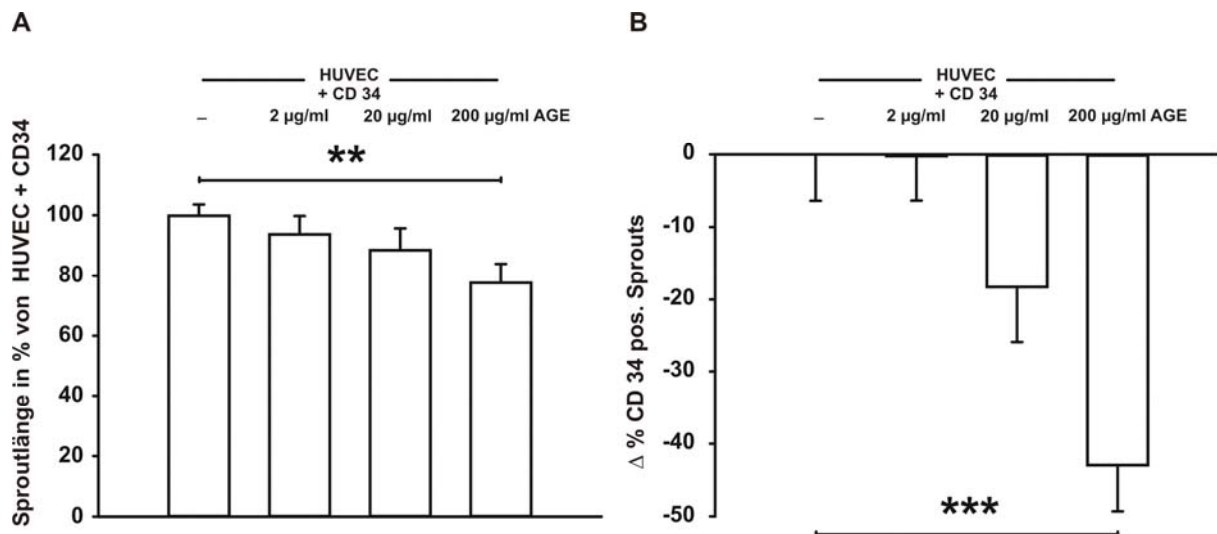 A
HUVEC
+ CD 34
– 2 µg/ml 20 µg/ml 200 µg/ml AGE
Sproutlänge in % von HUVEC + CD34
120
100
80
60
40
20
0
**
B
HUVEC
+ CD 34
– 2 µg/ml 20 µg/ml 200 µg/ml AGE
Δ % CD 34 pos. Sprouts
0
-10
-20
-30
-40
-50
***